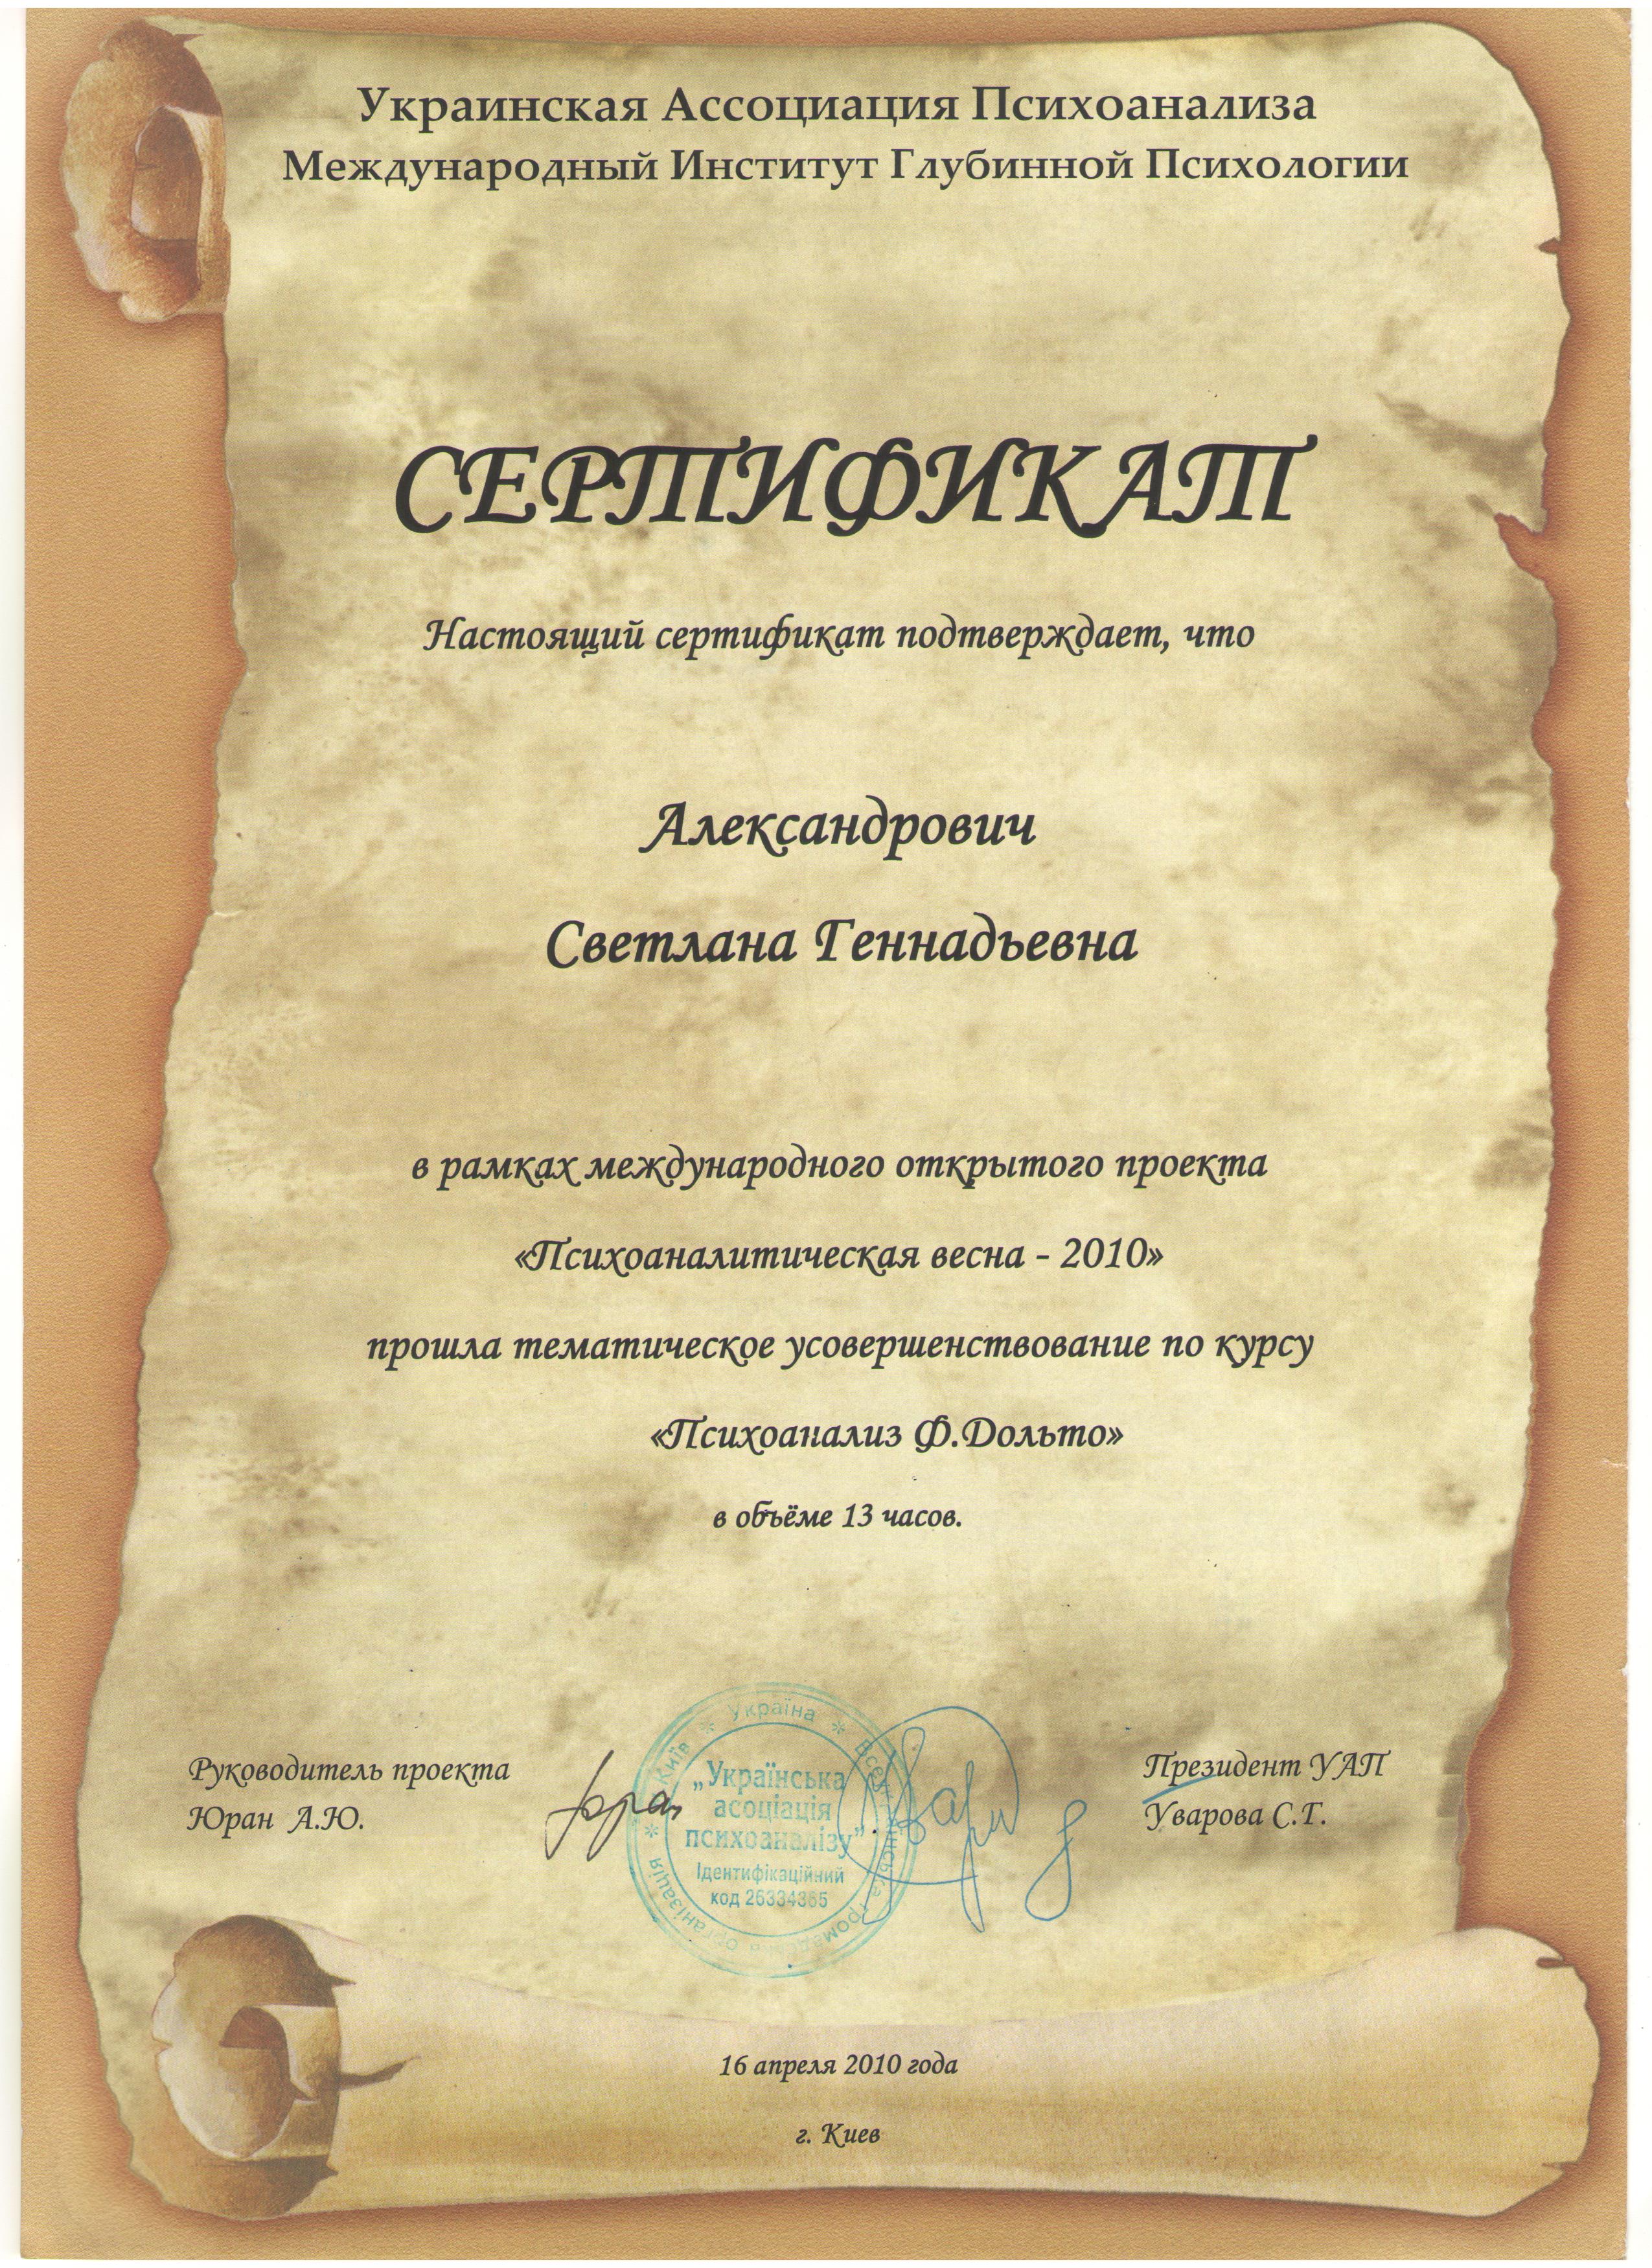 Украинская Ассоциация Психоанализа
Международный Институт Глубинной Психологии
СЕРТИФИКАТ
Настоящий сертификат подтверждает, что
Александрович
Светлана Геннадьевна
в рамках международного открытого проекта
«Психоаналитическая весна - 2010»
прошла тематическое усовершенствование по курсу
«Психоанализ Ф.Дольто»
в объёме 13 часов.
Руководитель проекта
Юран А.Ю.
Київ * Україна *
організація
„Українська
асоціація
психоаналізу”
Ідентифікаційний
код 26334365
Президент УАП
Уварова С.Г.
16 апреля 2010 года
г. Киев